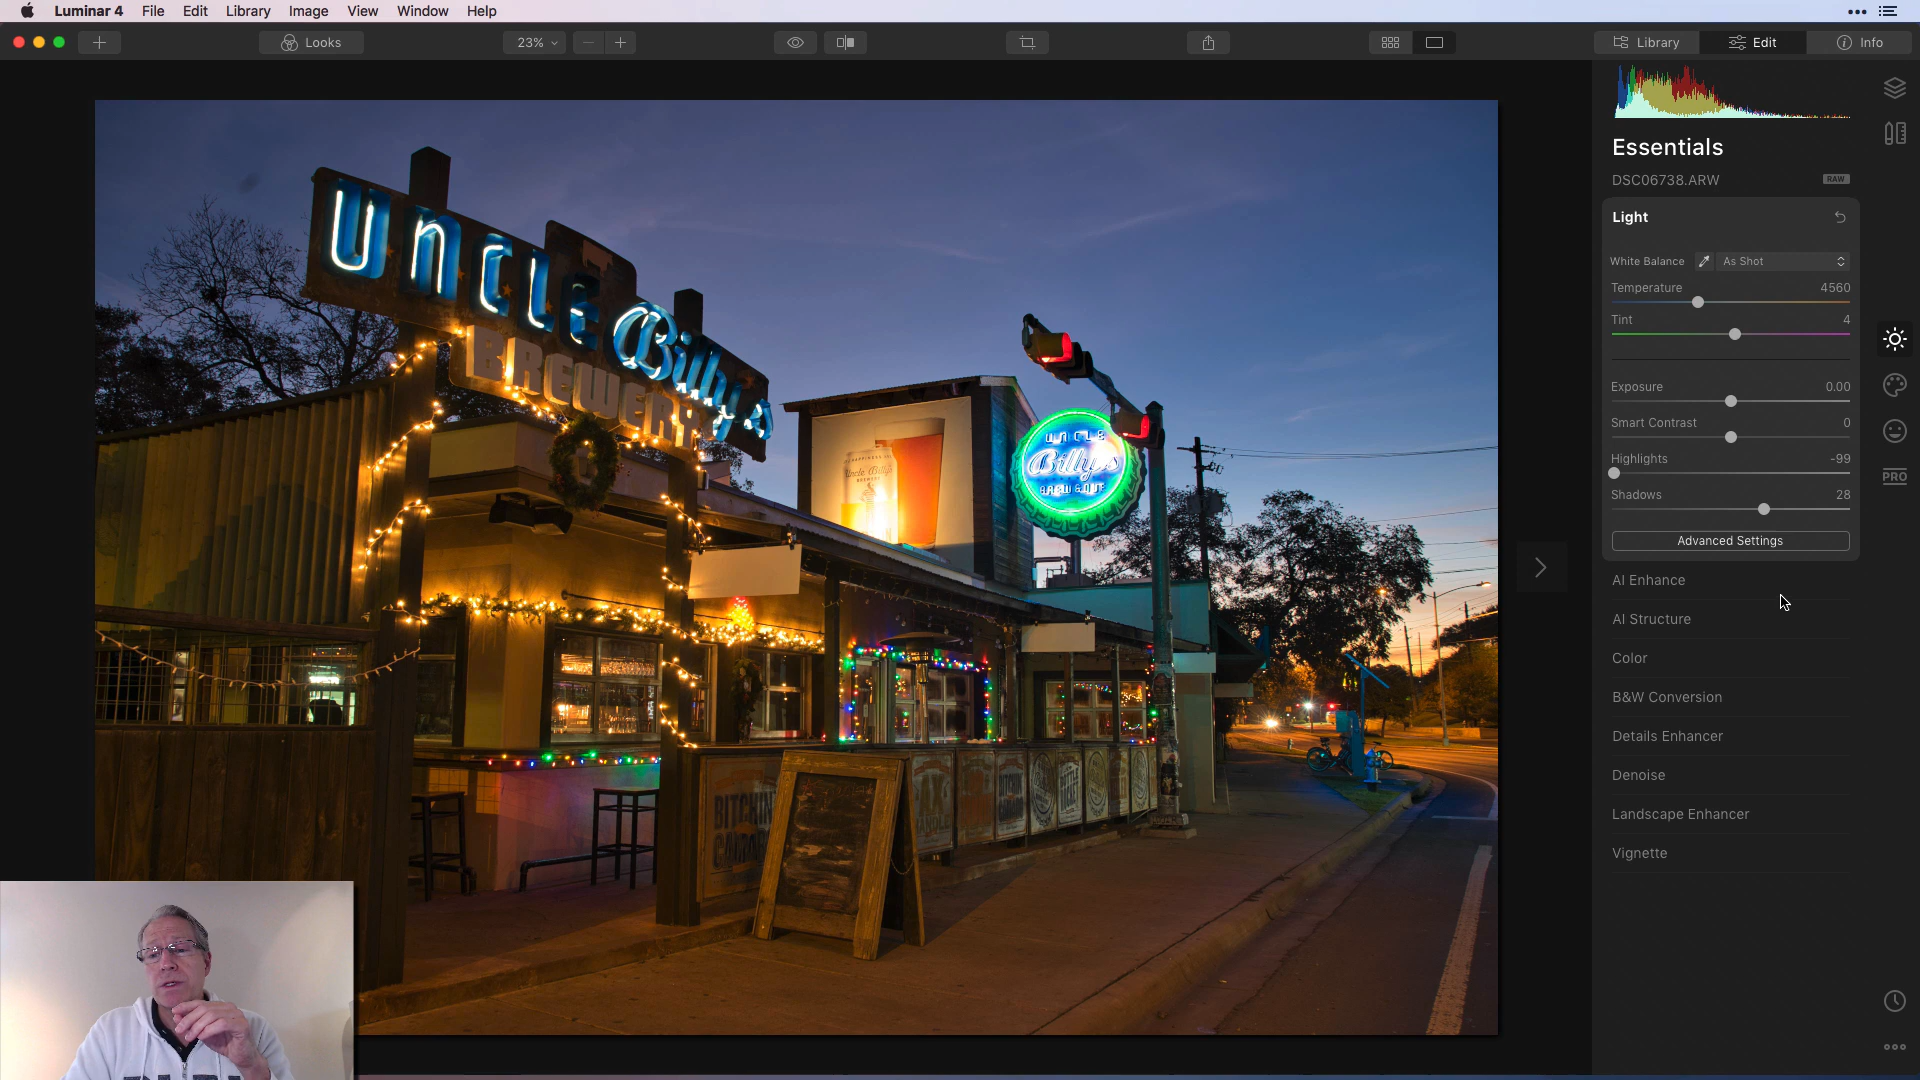 Luminar 4 File Edit Library Image View Window Help
Looks
23%
Library
Edit
Info
Essentials
DSC06738.ARW
RAW
Light
White Balance
As Shot
Temperature
4560
Tint
4
Exposure
0.00
Smart Contrast
0
Highlights
-99
Shadows
28
Advanced Settings
AI Enhance
AI Structure
Color
B&W Conversion
Details Enhancer
Denoise
Landscape Enhancer
Vignette
PRO
UNCLE Billy's
BREWERY
Uncle Billy's
UNCLE
Billy's
BITCHIN